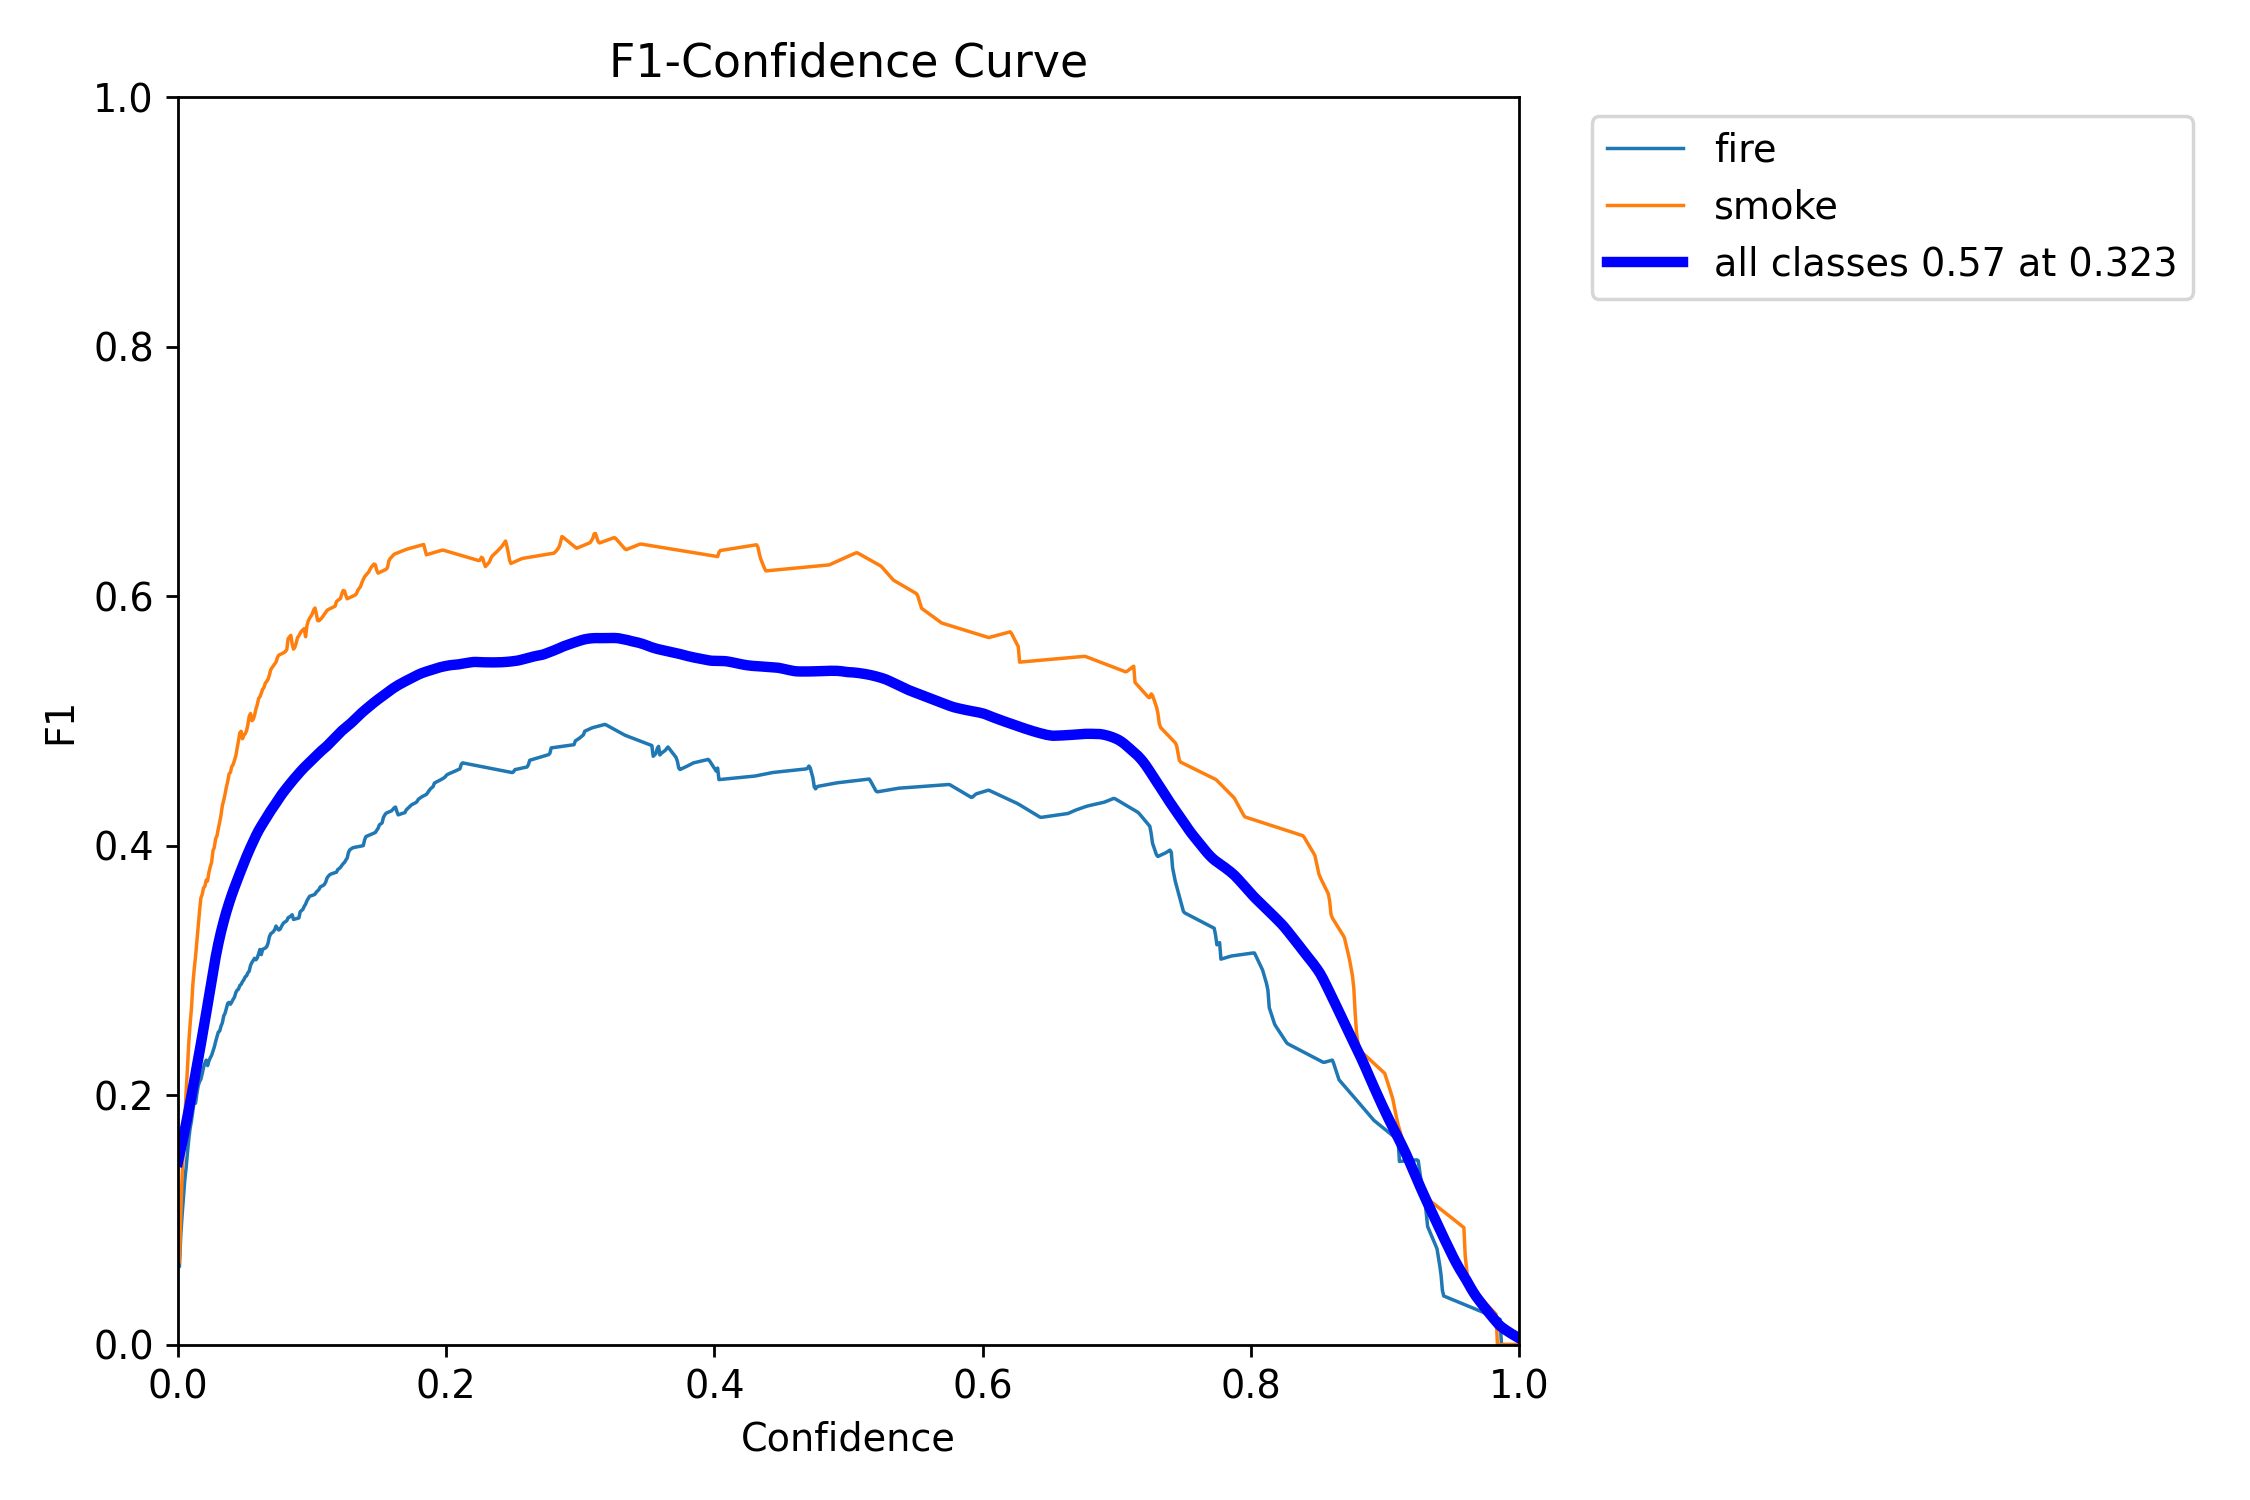 F1-Confidence Curve
1.0
0.8
0.6
0.4
0.2
0.0
F1
0.0 0.2 0.4 0.6 0.8 1.0
Confidence
fire
smoke
all classes 0.57 at 0.323